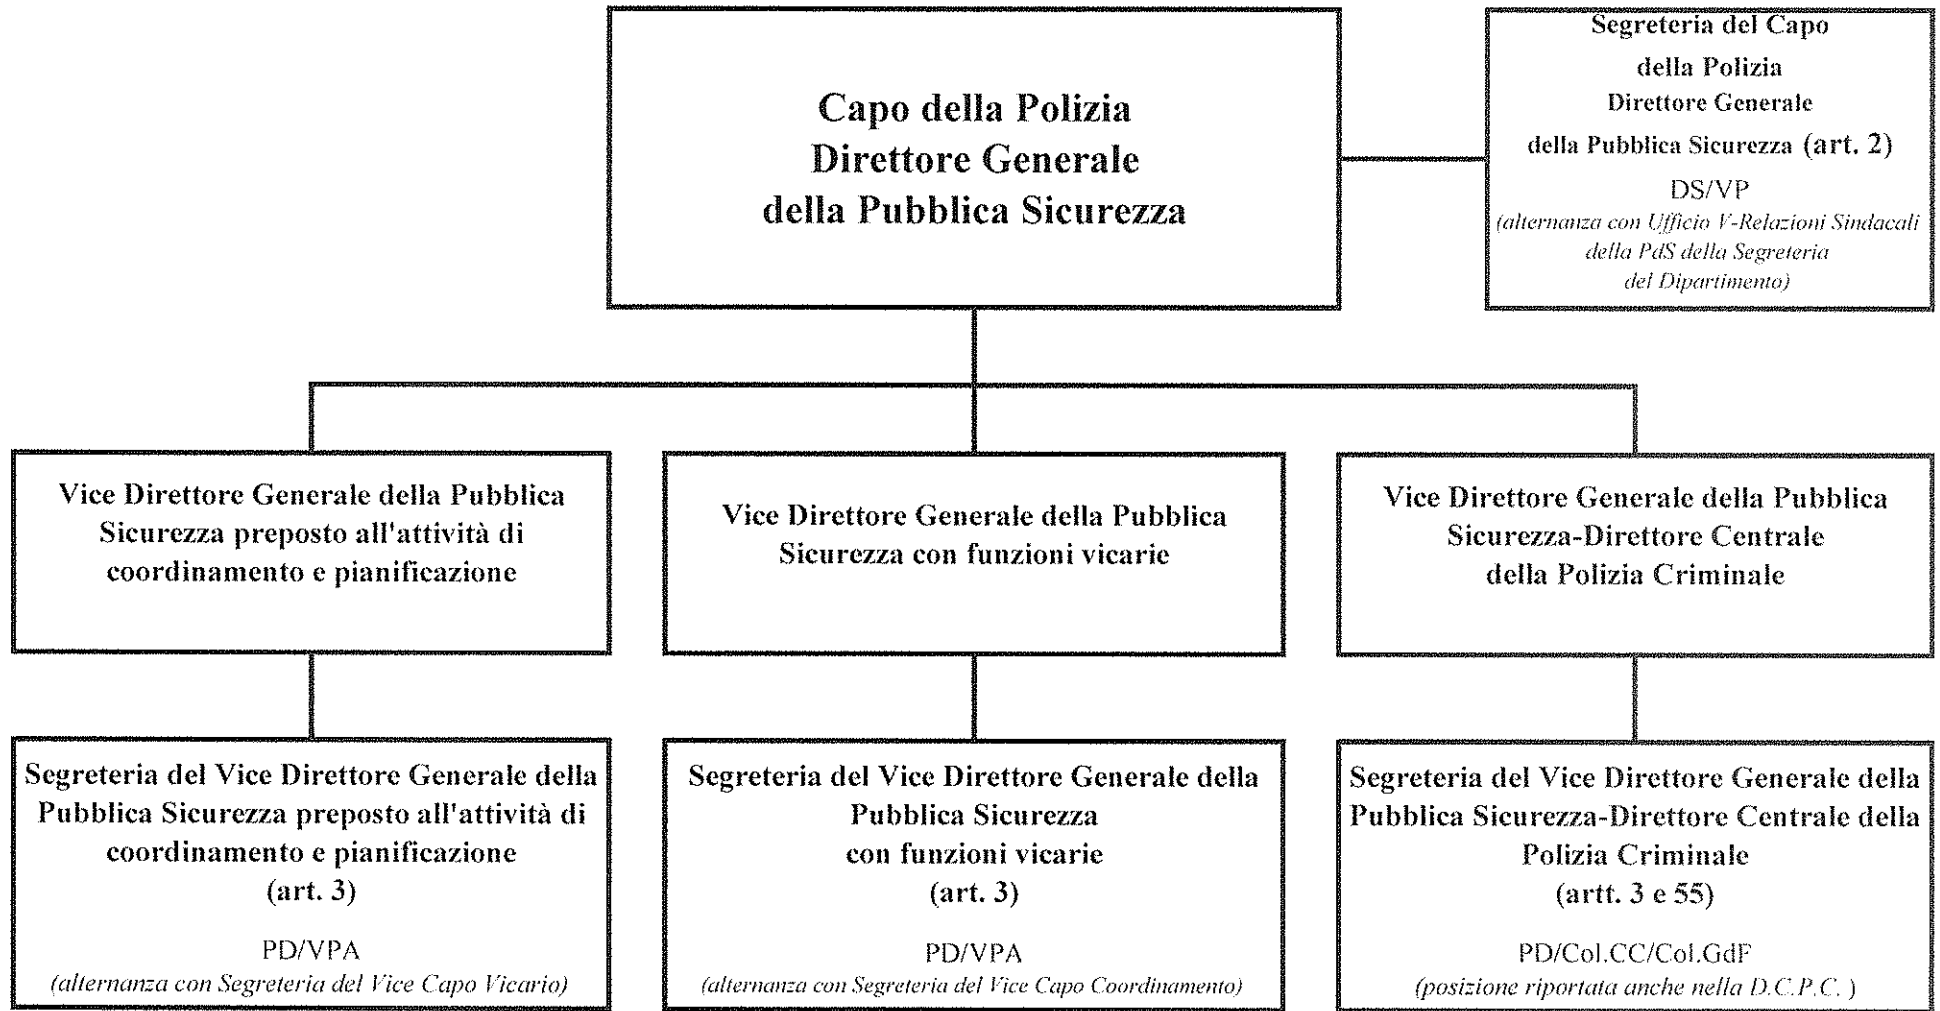 Capo della Polizia
Direttore Generale
della Pubblica Sicurezza
Segreteria del Capo
della Polizia
Direttore Generale
della Pubblica Sicurezza (art. 2)
DS/VP
(alternanza con Ufficio V-Relazioni Sindacali
della PdS della Segreteria
del Dipartimento)
Vice Direttore Generale della Pubblica
Sicurezza preposto all'attività di
coordinamento e pianificazione
Vice Direttore Generale della Pubblica
Sicurezza con funzioni vicarie
Vice Direttore Generale della Pubblica
Sicurezza-Direttore Centrale
della Polizia Criminale
Segreteria del Vice Direttore Generale della
Pubblica Sicurezza preposto all'attività di
coordinamento e pianificazione
(art. 3)
PD/VPA
(alternanza con Segreteria del Vice Capo Vicario)
Segreteria del Vice Direttore Generale della
Pubblica Sicurezza
con funzioni vicarie
(art. 3)
PD/VPA
(alternanza con Segreteria del Vice Capo Coordinamento)
Segreteria del Vice Direttore Generale della
Pubblica Sicurezza-Direttore Centrale della
Polizia Criminale
(artt. 3 e 55)
PD/Col.CC/Col.GdF
(posizione riportata anche nella D.C.P.C. )